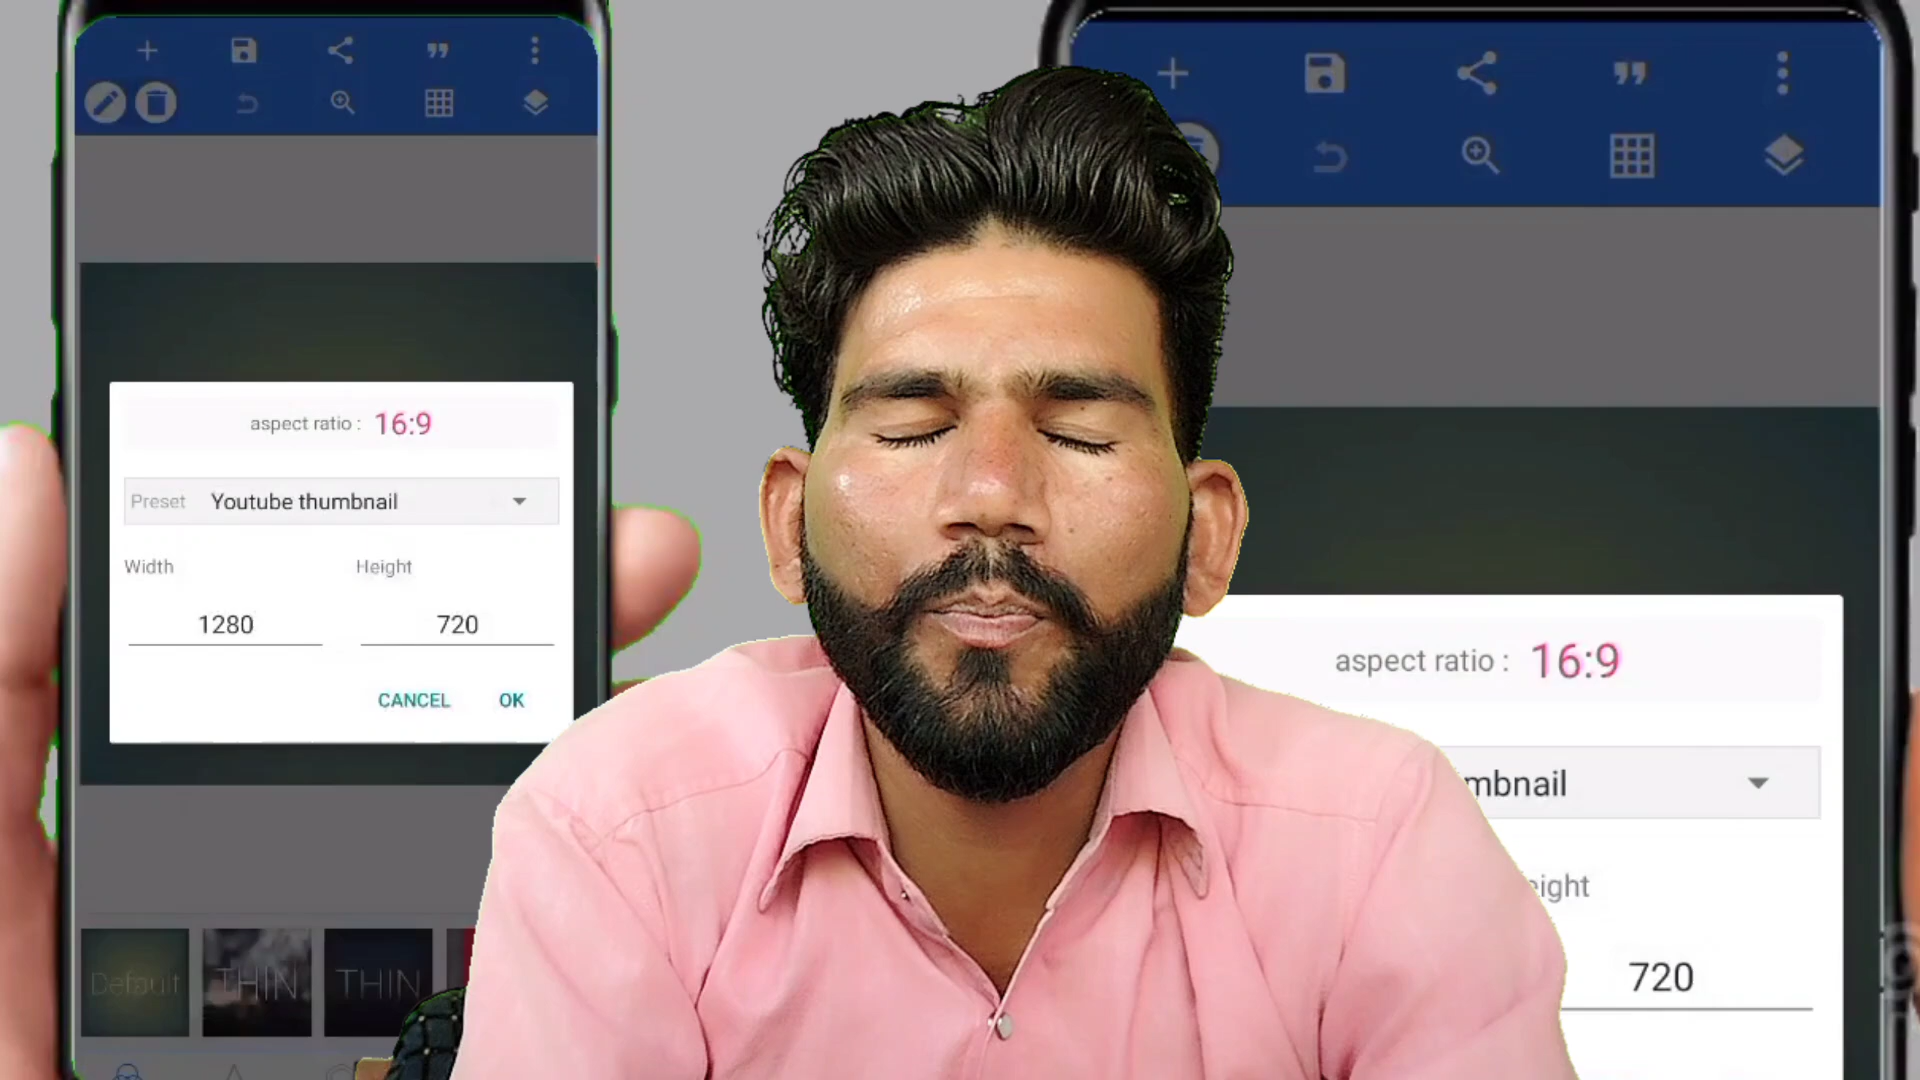 aspect ratio : 16:9
Preset Youtube thumbnail
Width Height
1280 720
CANCEL OK
Default THIN THIN
aspect ratio : 16:9
mbnail
eight
720